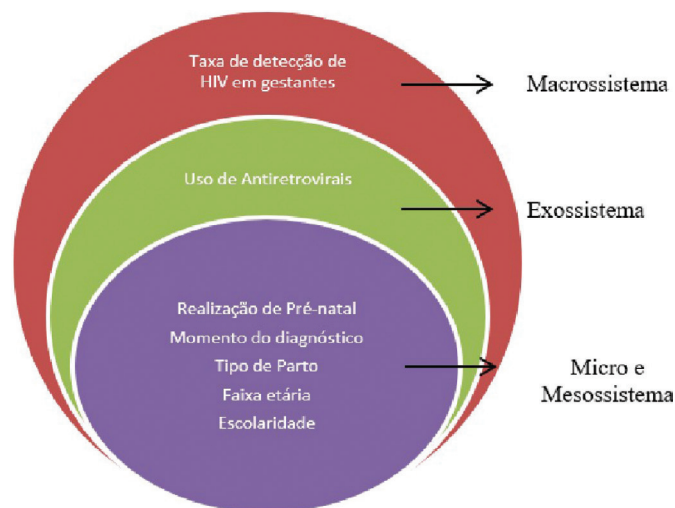 Taxa de detecção de
HIV em gestantes
Macrossistema
Uso de Antiretrovirais
Exossistema
Realização de Pré-natal
Momento do diagnóstico
Tipo de Parto
Faixa etária
Escolaridade
Micro e
Mesossistema